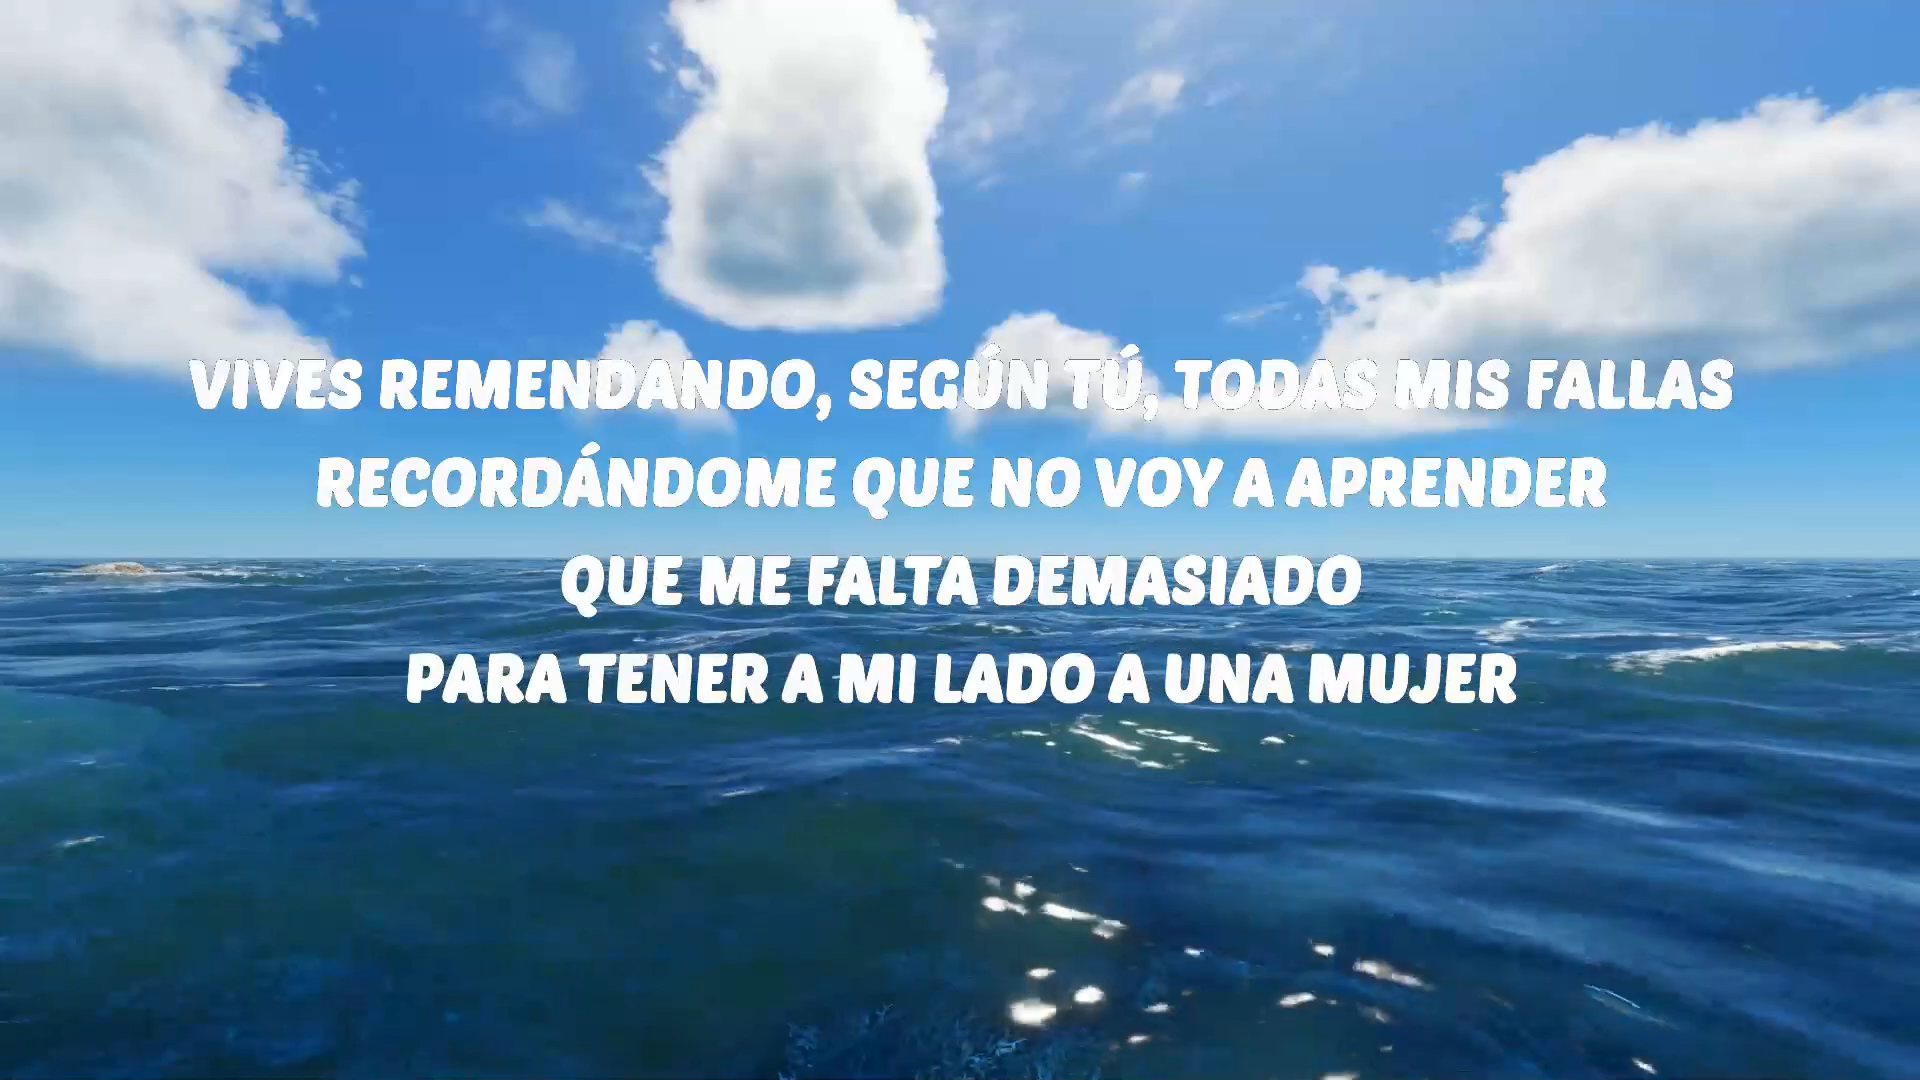 VIVES REMENDANDO, SEGÚN TÚ, TODAS MIS FALLAS
RECORDÁNDOME QUE NO VOY A APRENDER
QUE ME FALTA DEMASIADO
PARA TENER A MI LADO A UNA MUJER